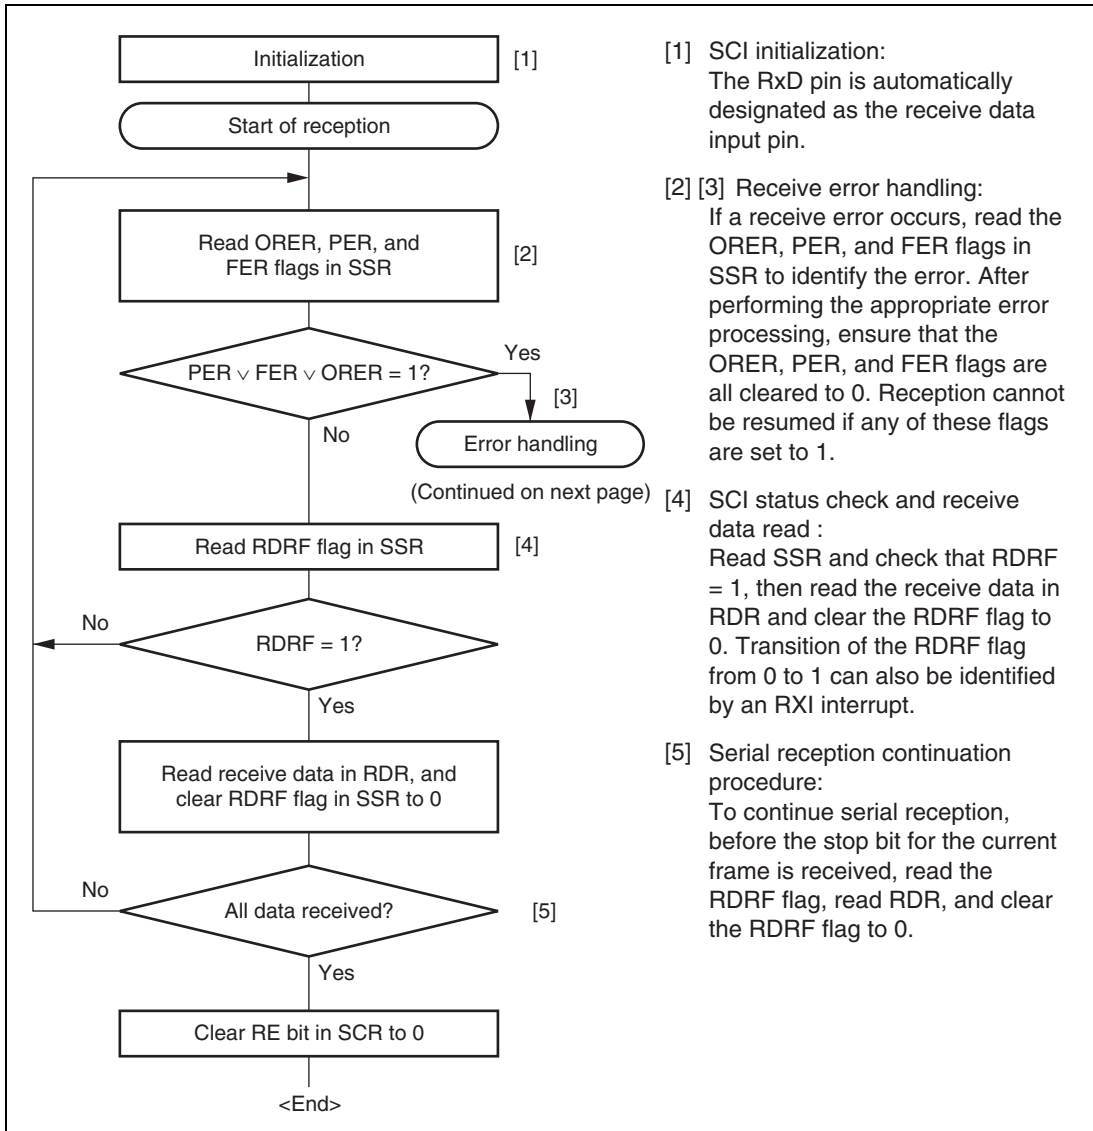 Initialization
[1]
Start of reception
Read ORER, PER, and
FER flags in SSR
[2]
PER ∨ FER ∨ ORER = 1?
Yes
[3]
No
Error handling
(Continued on next page)
Read RDRF flag in SSR
[4]
No
RDRF = 1?
Yes
Read receive data in RDR, and
clear RDRF flag in SSR to 0
No
All data received?
[5]
Yes
Clear RE bit in SCR to 0
<End>
[1] SCI initialization:
The RxD pin is automatically
designated as the receive data
input pin.
[2] [3] Receive error handling:
If a receive error occurs, read the
ORER, PER, and FER flags in
SSR to identify the error. After
performing the appropriate error
processing, ensure that the
ORER, PER, and FER flags are
all cleared to 0. Reception cannot
be resumed if any of these flags
are set to 1.
[4] SCI status check and receive
data read :
Read SSR and check that RDRF
= 1, then read the receive data in
RDR and clear the RDRF flag to
0. Transition of the RDRF flag
from 0 to 1 can also be identified
by an RXI interrupt.
[5] Serial reception continuation
procedure:
To continue serial reception,
before the stop bit for the current
frame is received, read the
RDRF flag, read RDR, and clear
the RDRF flag to 0.